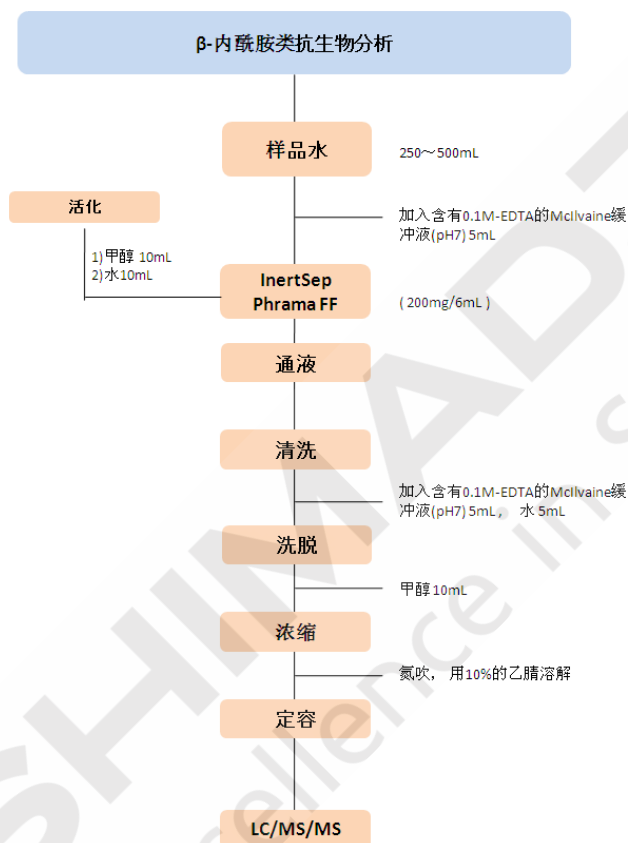 β-内酰胺类抗生物分析
样品水
250～500mL
加入含有0.1M-EDTA的McIlvaine缓
冲液(pH7) 5mL
活化
1)甲醇 10mL
2)水10mL
InertSep
Phrama FF
( 200mg/6mL )
通液
清洗
加入含有0.1M-EDTA的McIlvaine缓
冲液(pH7) 5mL， 水 5mL
洗脱
甲醇 10mL
浓缩
氮吹， 用10%的乙腈溶解
定容
LC/MS/MS
SHIMADZ
Excellence in S